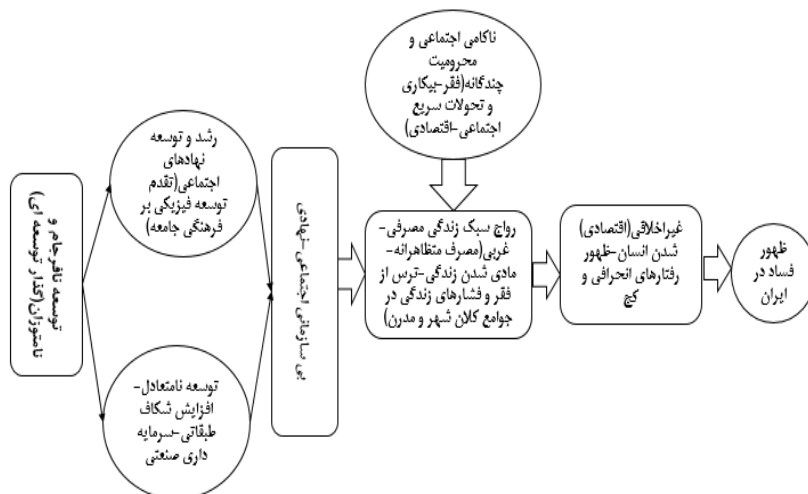 توسعه نافرجام و
نامتوزان(گذار توسعه ای)
رشد و توسعه
نهادهای
اجتماعی(تقدم
توسعه فیزیکی بر
فرهنگی جامعه)
توسعه نامتعادل-
افزایش شکاف
طبقاتی-سرمایه
داری صنعتی
بی سازمانی اجتماعی-نهادی
ناکامی اجتماعی و
محرومیت
چندگانه(فقر-بیکاری
و تحولات سریع
اجتماعی-اقتصادی)
رواج سبک زندگی مصرفی-
غربی(مصرف متظاهرانه-
مادی شدن زندگی-ترس از
فقر و فشارهای زندگی در
جوامع کلان شهر و مدرن)
غیراخلاقی(اقتصادی)
شدن انسان-ظهور
رفتارهای انحرافی و
کج
ظهور
فساد در
ایران